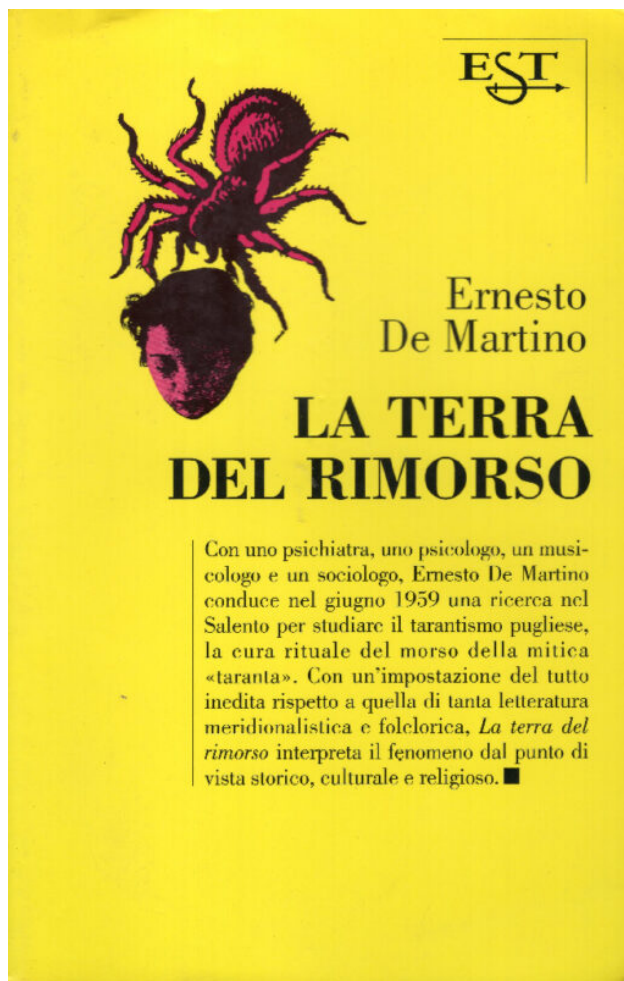 EST
Ernesto
De Martino
LA TERRA
DEL RIMORSO
Con uno psichiatra, uno psicologo, un musi-
cologo e un sociologo, Ernesto De Martino
conduce nel giugno 1959 una ricerca nel
Salento per studiare il tarantismo pugliese,
la cura rituale del morso della mitica
«taranta». Con un'impostazione del tutto
inedita rispetto a quella di tanta letteratura
meridionalistica e folclorica, La terra del
rimorso interpreta il fenomeno dal punto di
vista storico, culturale e religioso.